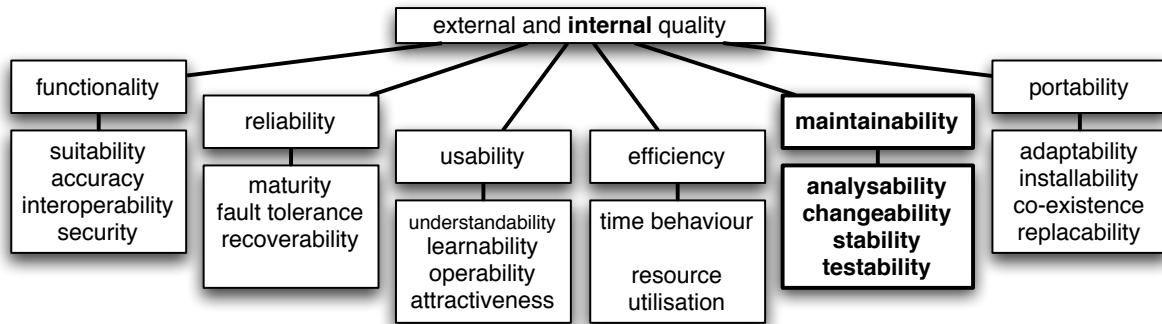 external and internal quality
functionality
suitability
accuracy
interoperability
security
reliability
maturity
fault tolerance
recoverability
usability
understandability
learnability
operability
attractiveness
efficiency
time behaviour
resource
utilisation
maintainability
analysability
changeability
stability
testability
portability
adaptability
installability
co-existence
replacability